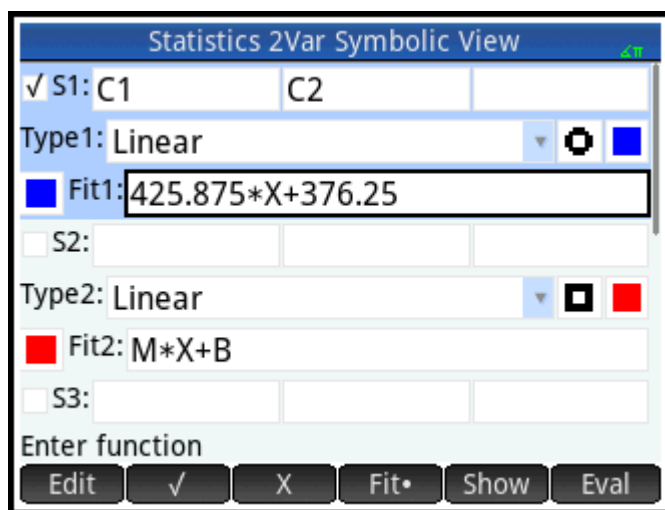 Statistics 2Var Symbolic View
∡π
√ S1: C1 C2
Type1: Linear
Fit1: 425.875*X+376.25
S2:
Type2: Linear
Fit2: M*X+B
S3:
Enter function
Edit √ X Fit• Show Eval